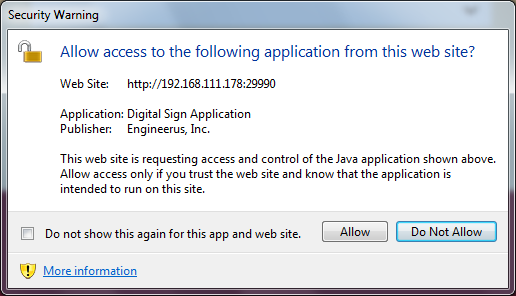 Security Warning
Allow access to the following application from this web site?
Web Site: http://192.168.111.178:29990
Application: Digital Sign Application
Publisher: Engineerus, Inc.
This web site is requesting access and control of the Java application shown above.
Allow access only if you trust the web site and know that the application is
intended to run on this site.
Do not show this again for this app and web site.
Allow
Do Not Allow
More information